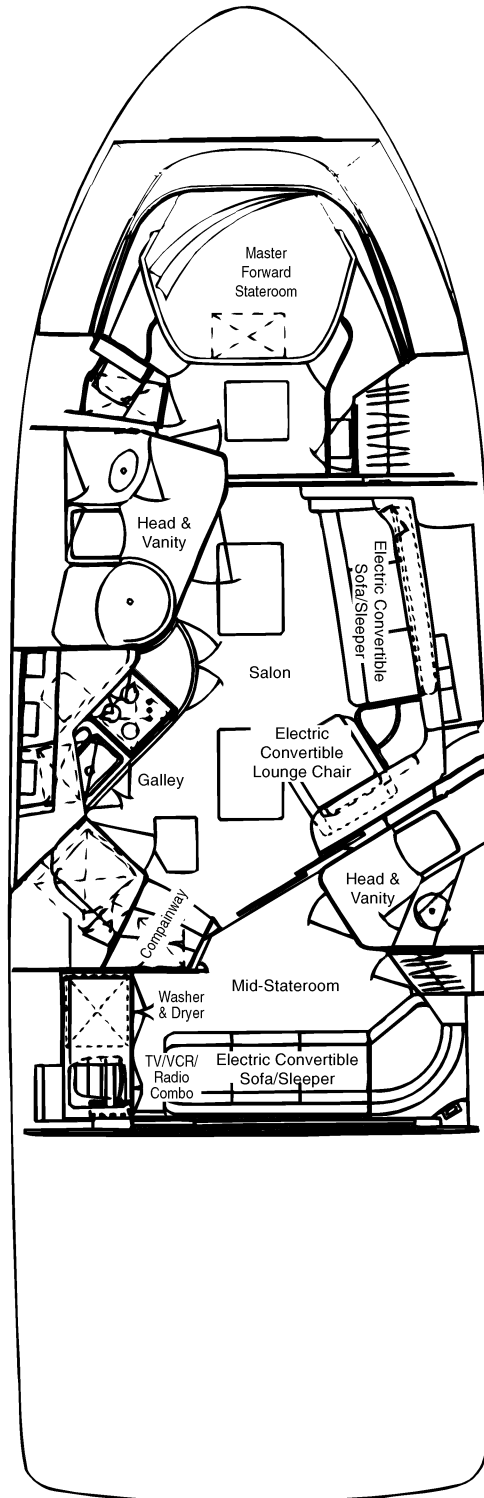 Master
Forward
Stateroom
Head &
Vanity
Electric Convertible
Sofa/Sleeper
Salon
Electric
Convertible
Lounge Chair
Galley
Head &
Vanity
Compainway
Mid-Stateroom
Washer
& Dryer
TV/VCR/
Radio
Combo
Electric Convertible
Sofa/Sleeper